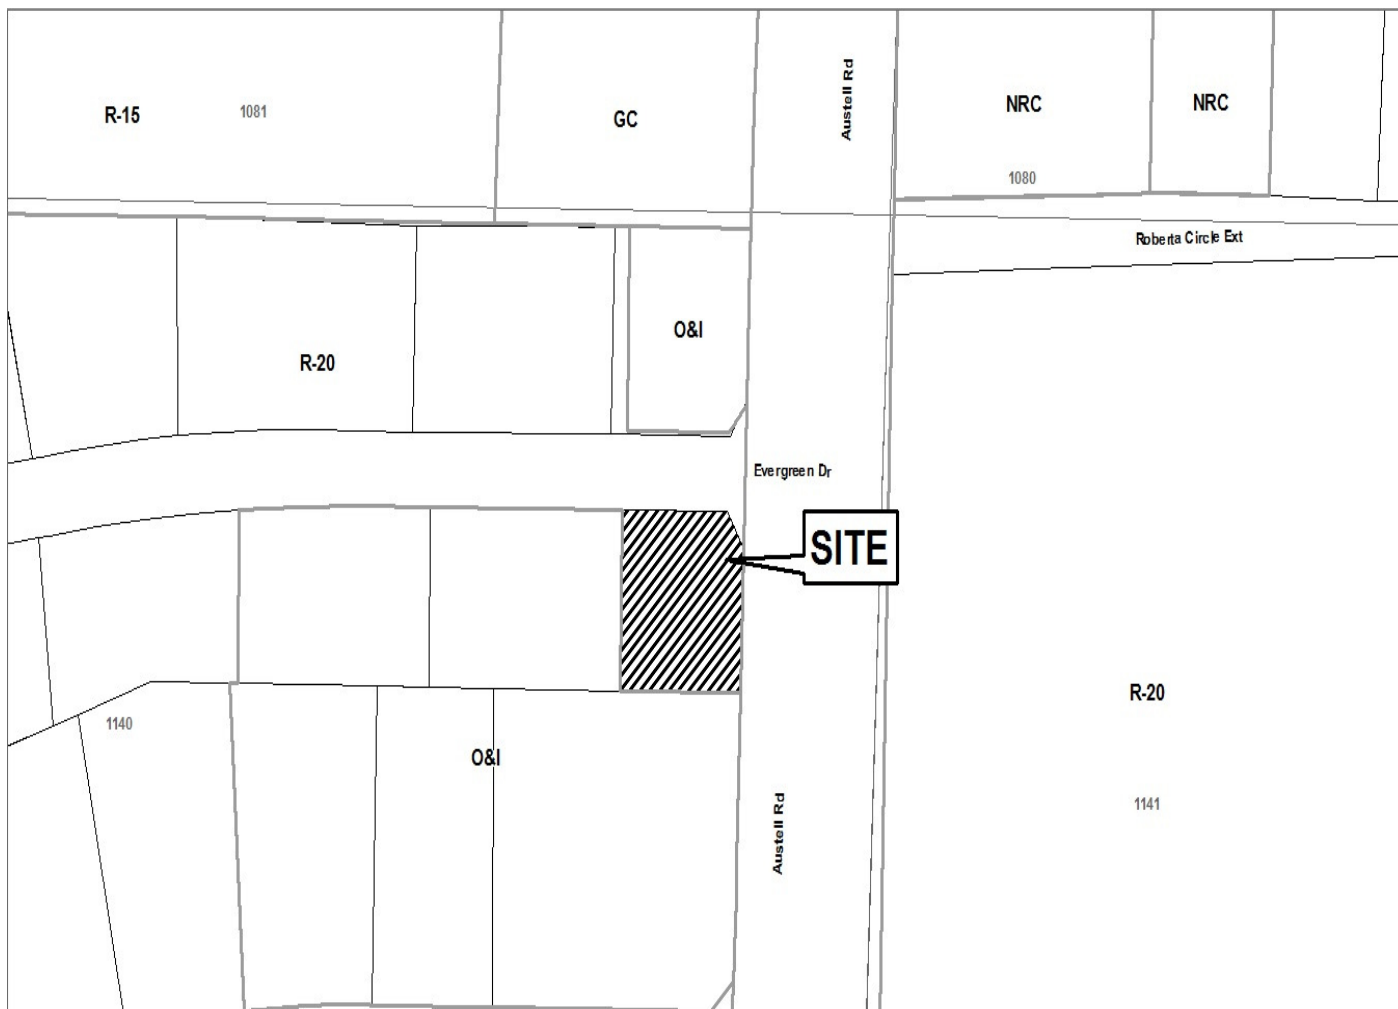 Austell Rd
R-15
1081
GC
NRC
NRC
1080
Roberta Circle Ext
O&I
R-20
Evergreen Dr
SITE
R-20
1140
O&I
1141
Austell Rd